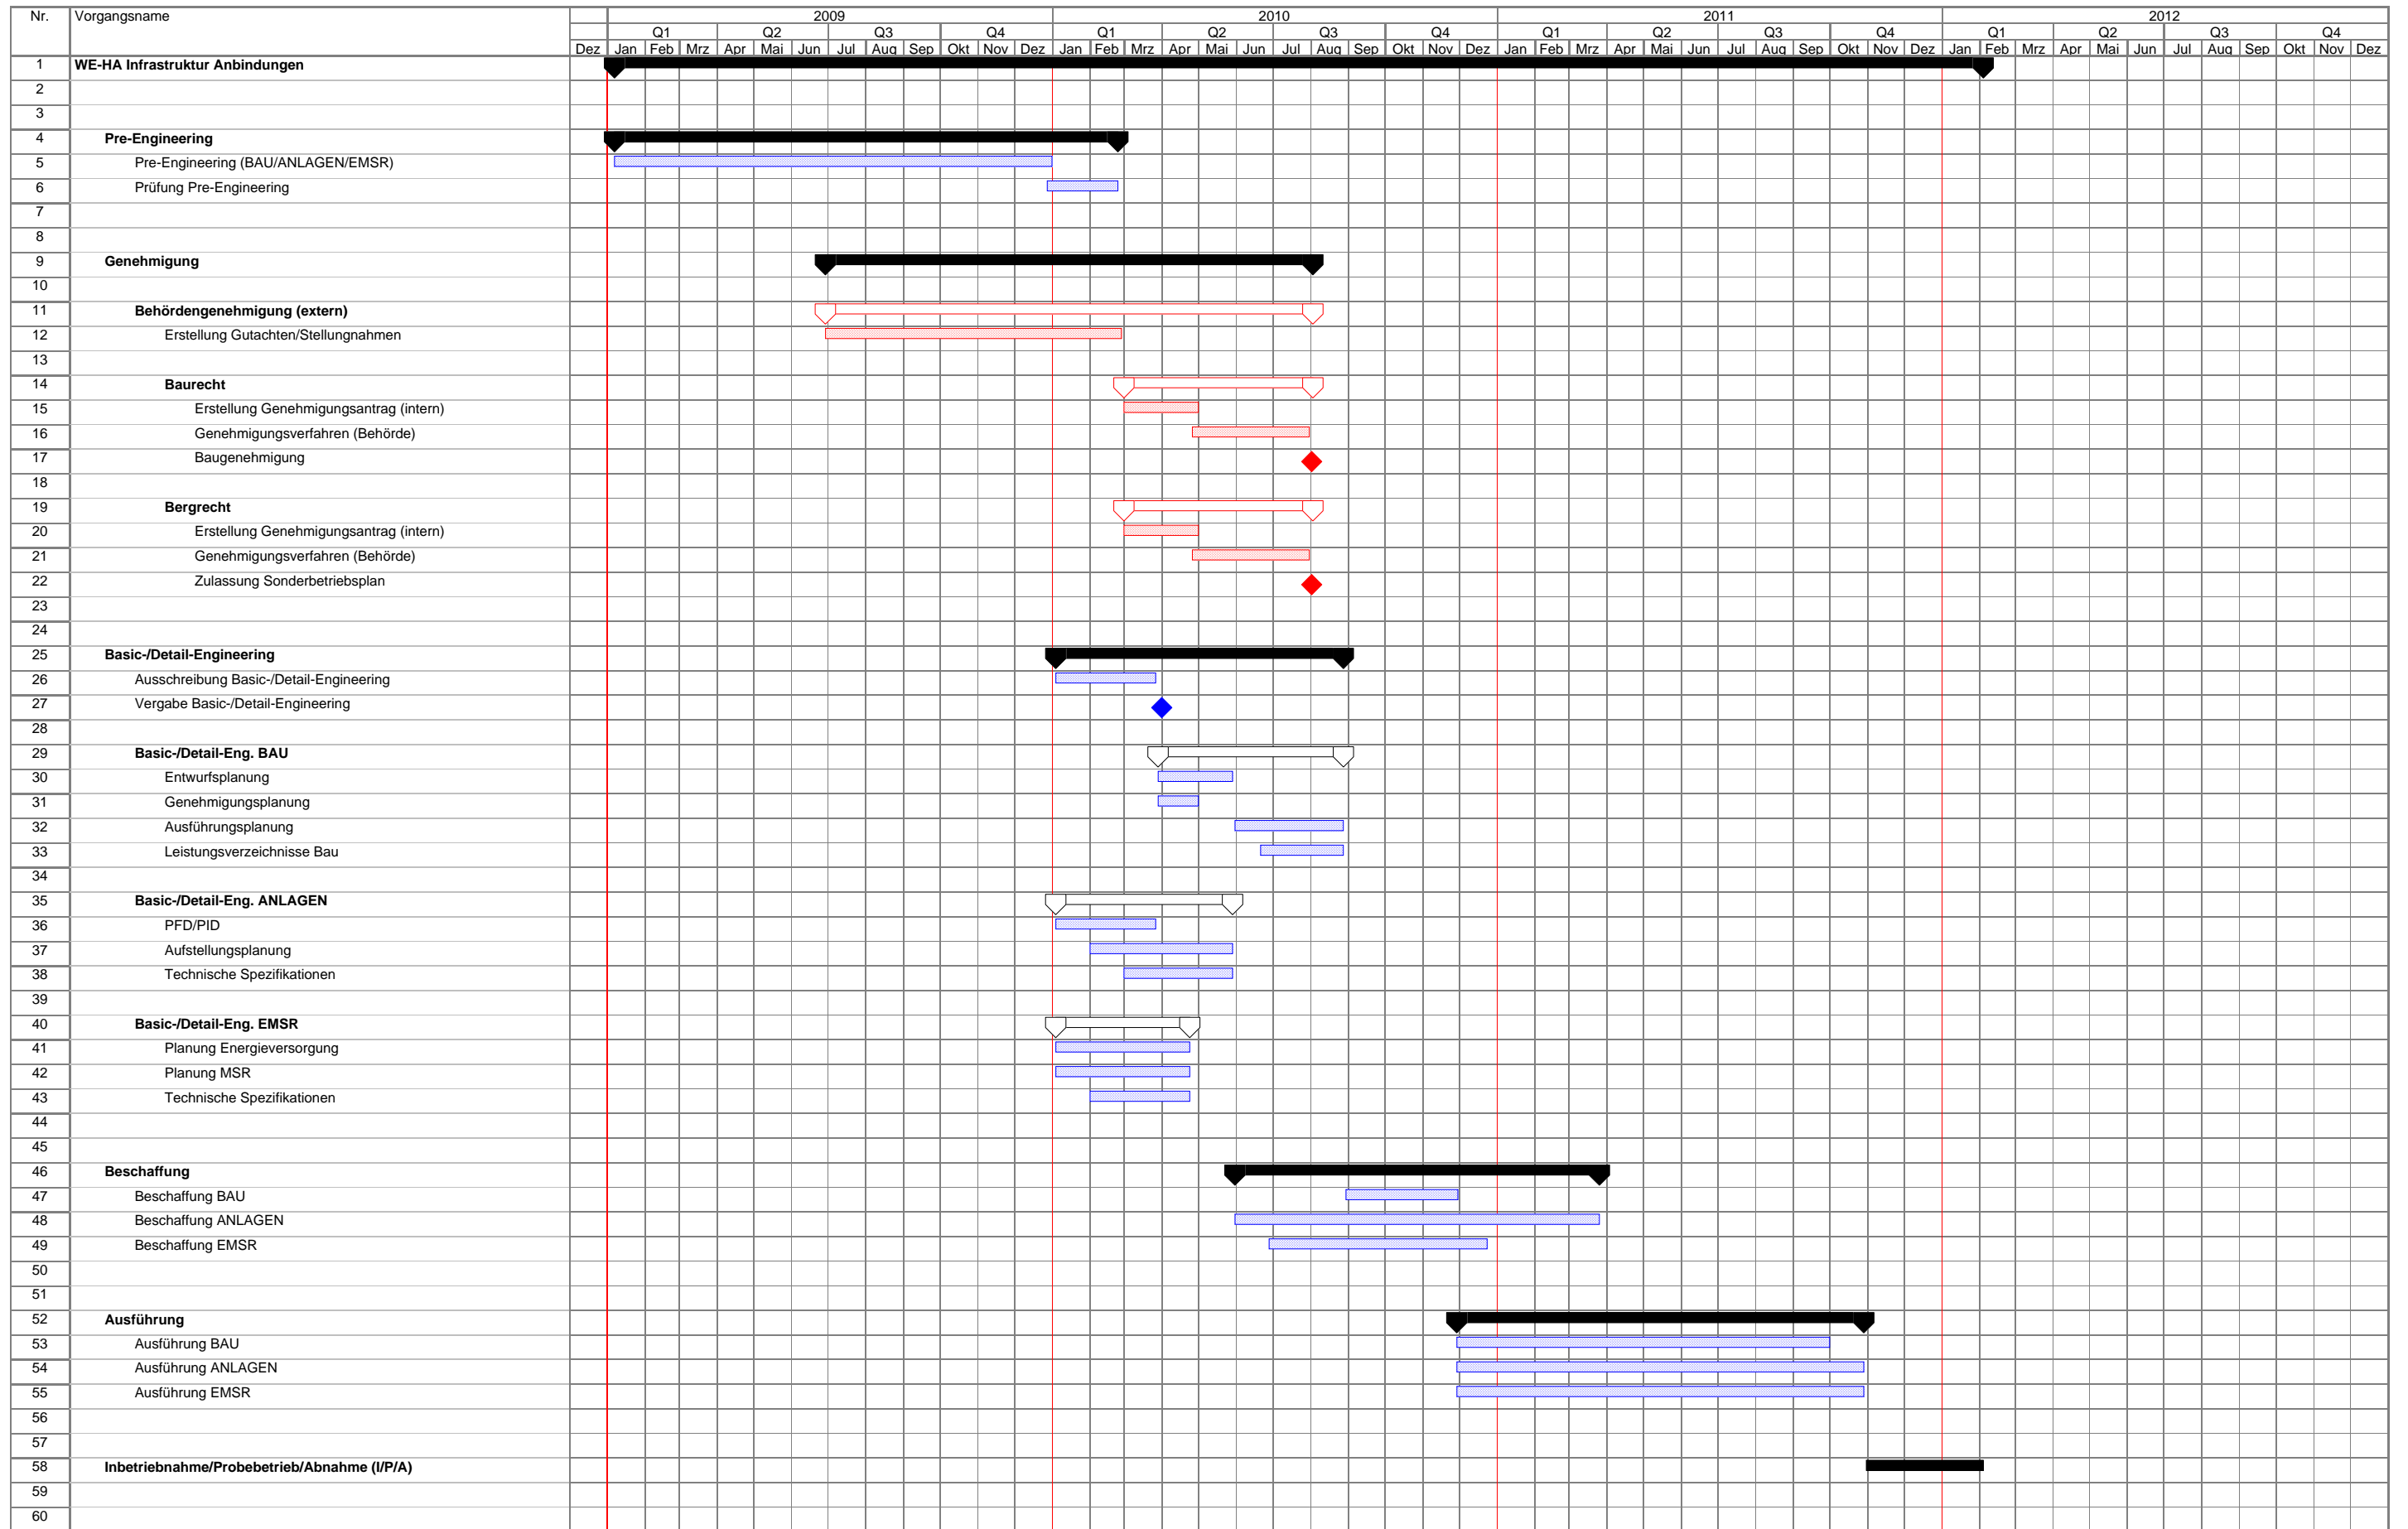 Nr. Vorgangsname 2009 2010 2011 2012
Q1 Q2 Q3 Q4 Q1 Q2 Q3 Q4 Q1 Q2 Q3 Q4 Q1 Q2 Q3 Q4
Dez Jan Feb Mrz Apr Mai Jun Jul Aug Sep Okt Nov Dez Jan Feb Mrz Apr Mai Jun Jul Aug Sep Okt Nov Dez Jan Feb Mrz Apr Mai Jun Jul Aug Sep Okt Nov Dez Jan Feb Mrz Apr Mai Jun Jul Aug Sep Okt Nov Dez
1 WE-HA Infrastruktur Anbindungen
2
3
4 Pre-Engineering
5 Pre-Engineering (BAU/ANLAGEN/EMSR)
6 Prüfung Pre-Engineering
7
8
9 Genehmigung
10
11 Behördengenehmigung (extern)
12 Erstellung Gutachten/Stellungnahmen
13
14 Baurecht
15 Erstellung Genehmigungsantrag (intern)
16 Genehmigungsverfahren (Behörde)
17 Baugenehmigung
18
19 Bergrecht
20 Erstellung Genehmigungsantrag (intern)
21 Genehmigungsverfahren (Behörde)
22 Zulassung Sonderbetriebsplan
23
24
25 Basic-/Detail-Engineering
26 Ausschreibung Basic-/Detail-Engineering
27 Vergabe Basic-/Detail-Engineering
28
29 Basic-/Detail-Eng. BAU
30 Entwurfsplanung
31 Genehmigungsplanung
32 Ausführungsplanung
33 Leistungsverzeichnisse Bau
34
35 Basic-/Detail-Eng. ANLAGEN
36 PFD/PID
37 Aufstellungsplanung
38 Technische Spezifikationen
39
40 Basic-/Detail-Eng. EMSR
41 Planung Energieversorgung
42 Planung MSR
43 Technische Spezifikationen
44
45
46 Beschaffung
47 Beschaffung BAU
48 Beschaffung ANLAGEN
49 Beschaffung EMSR
50
51
52 Ausführung
53 Ausführung BAU
54 Ausführung ANLAGEN
55 Ausführung EMSR
56
57
58 Inbetriebnahme/Probebetrieb/Abnahme (I/P/A)
59
60